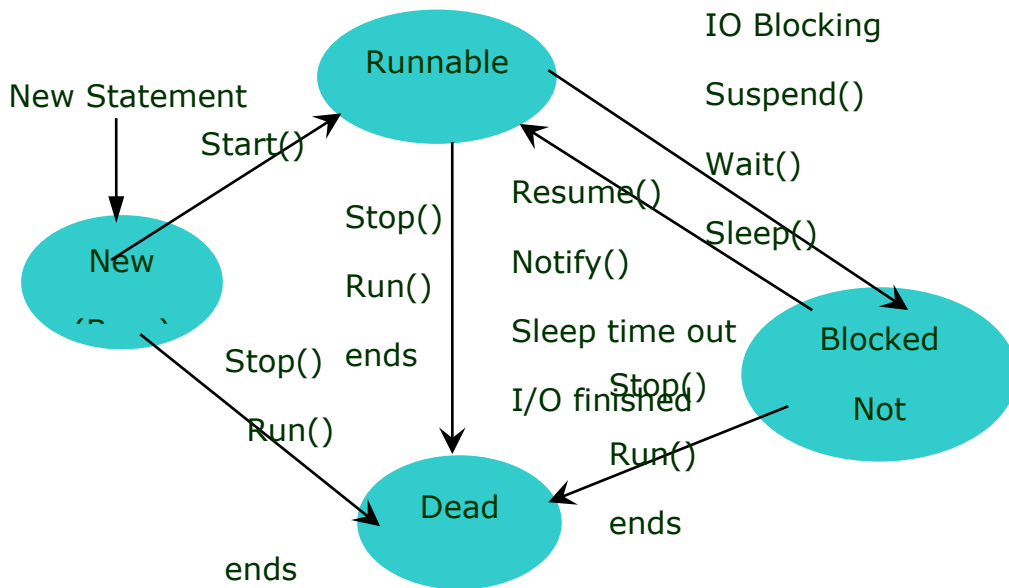 IO Blocking
Suspend()
Wait()
Sleep()
Runnable
New Statement
Start()
Resume()
Notify()
Sleep time out
I/O finished
Stop()
Run()
ends
New
Stop()
Run()
ends
Blocked
Not
Stop()
Run()
ends
Dead